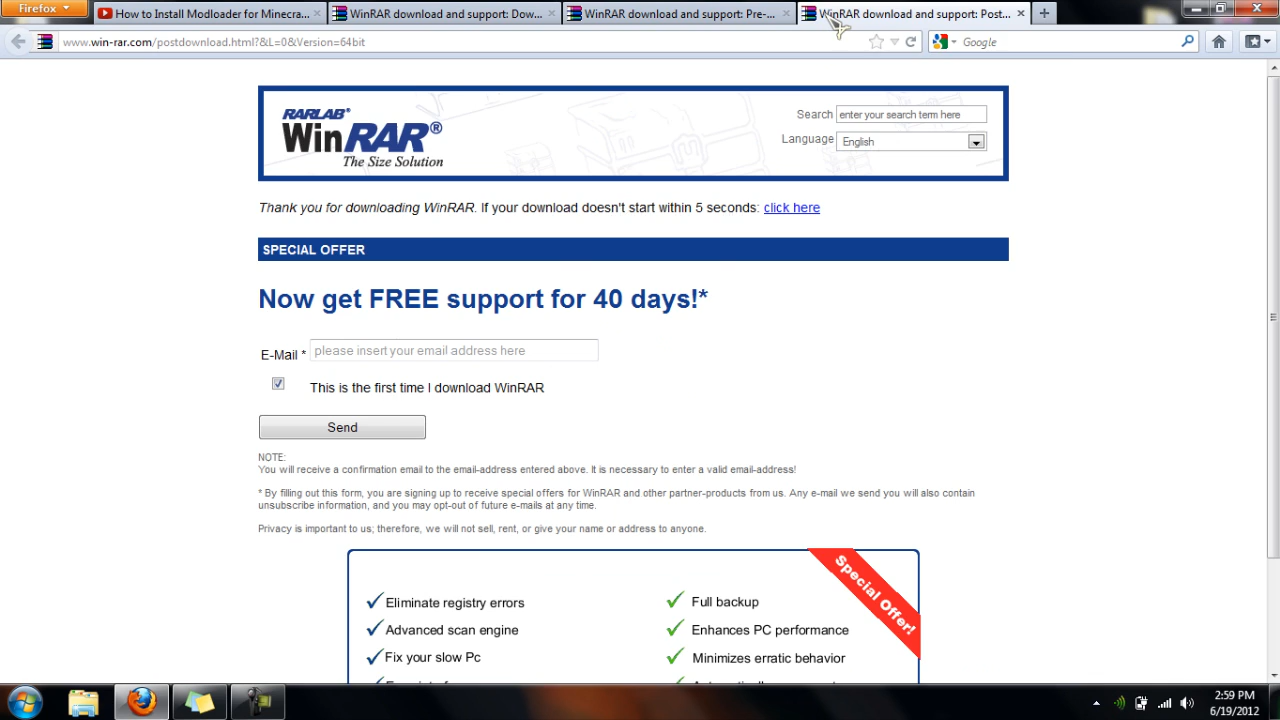 Firefox
How to Install Modloader for Minecra...
WinRAR download and support: Dow...
WinRAR download and support: Pre-...
WinRAR download and support: Post...
www.win-rar.com/postdownload.html?&L=0&Version=64bit
Google
RARLAB®
WinRAR®
The Size Solution
Search enter your search term here
Language English
Thank you for downloading WinRAR. If your download doesn't start within 5 seconds: click here
SPECIAL OFFER
Now get FREE support for 40 days!*
E-Mail * please insert your email address here
This is the first time I download WinRAR
Send
NOTE:
You will receive a confirmation email to the email-address entered above. It is necessary to enter a valid email-address!
* By filling out this form, you are signing up to receive special offers for WinRAR and other partner-products from us. Any e-mail we send you will also contain
unsubscribe information, and you may opt-out of future e-mails at any time.
Privacy is important to us; therefore, we will not sell, rent, or give your name or address to anyone.
Special Offer!
Eliminate registry errors
Full backup
Advanced scan engine
Enhances PC performance
Fix your slow Pc
Minimizes erratic behavior
2:59 PM
6/19/2012